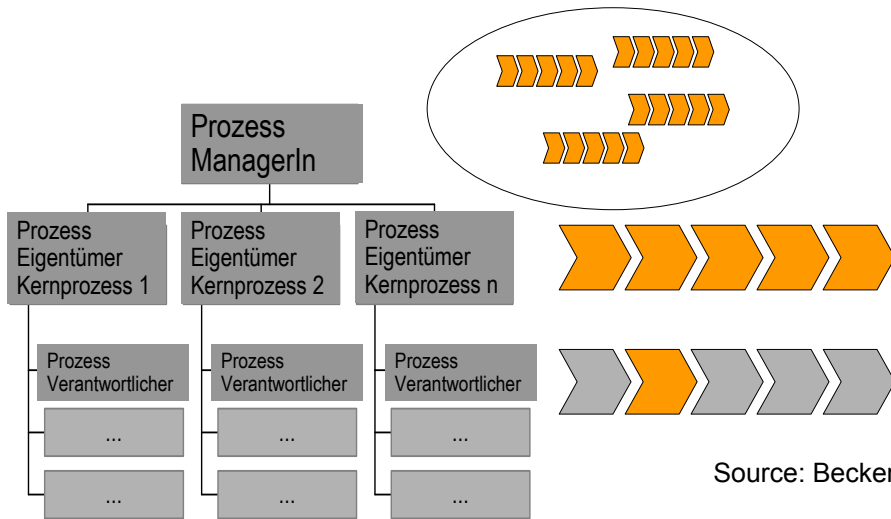 Prozess
ManagerIn
Prozess
Eigentümer
Kernprozess 1
Prozess
Eigentümer
Kernprozess 2
Prozess
Eigentümer
Kernprozess n
Prozess
Verantwortlicher
Prozess
Verantwortlicher
Prozess
Verantwortlicher
...
...
...
...
...
...
Source: Becker